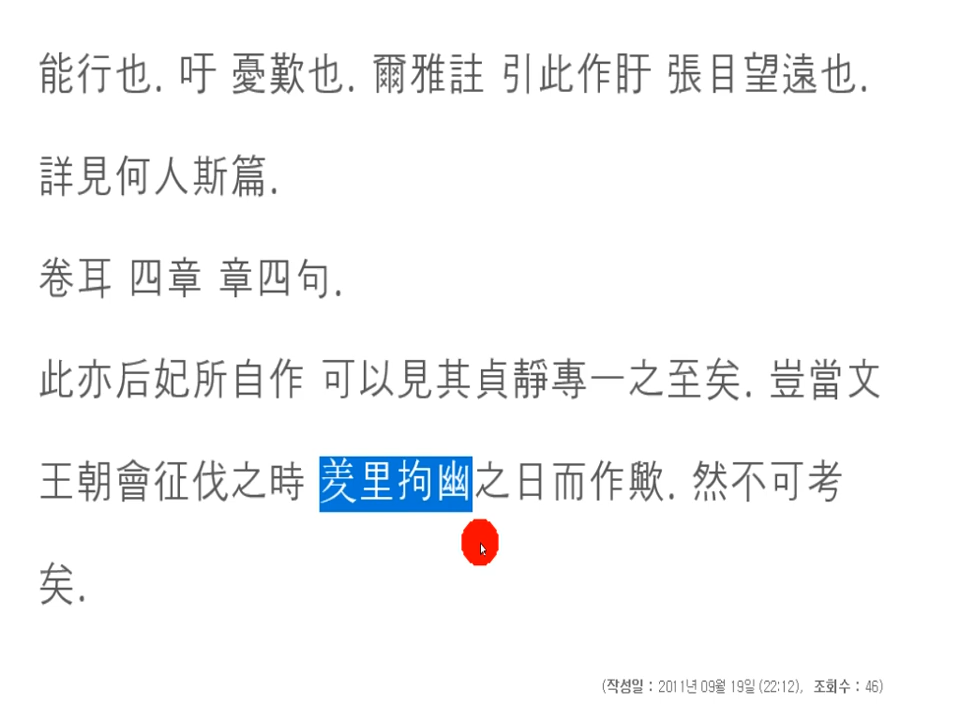 能行也. 吁 憂歎也. 爾雅註 引此作盱 張目望遠也.
詳見何人斯篇.
卷耳 四章 章四句.
此亦后妃所自作 可以見其貞靜專一之至矣. 豈當文
王朝會征伐之時 羑里拘幽之日而作歟. 然不可考
矣.
(작성일 : 2011년 09월 19일 (22:12), 조회수 : 46)